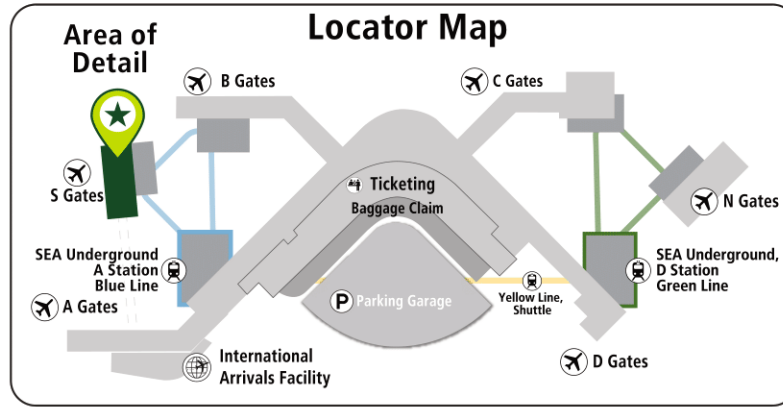 Locator Map
Area of
Detail
B Gates
C Gates
S Gates
Ticketing
Baggage Claim
N Gates
SEA Underground
A Station
Blue Line
SEA Underground,
D Station
Green Line
A Gates
P
Parking Garage
Yellow Line,
Shuttle
International
Arrivals Facility
D Gates